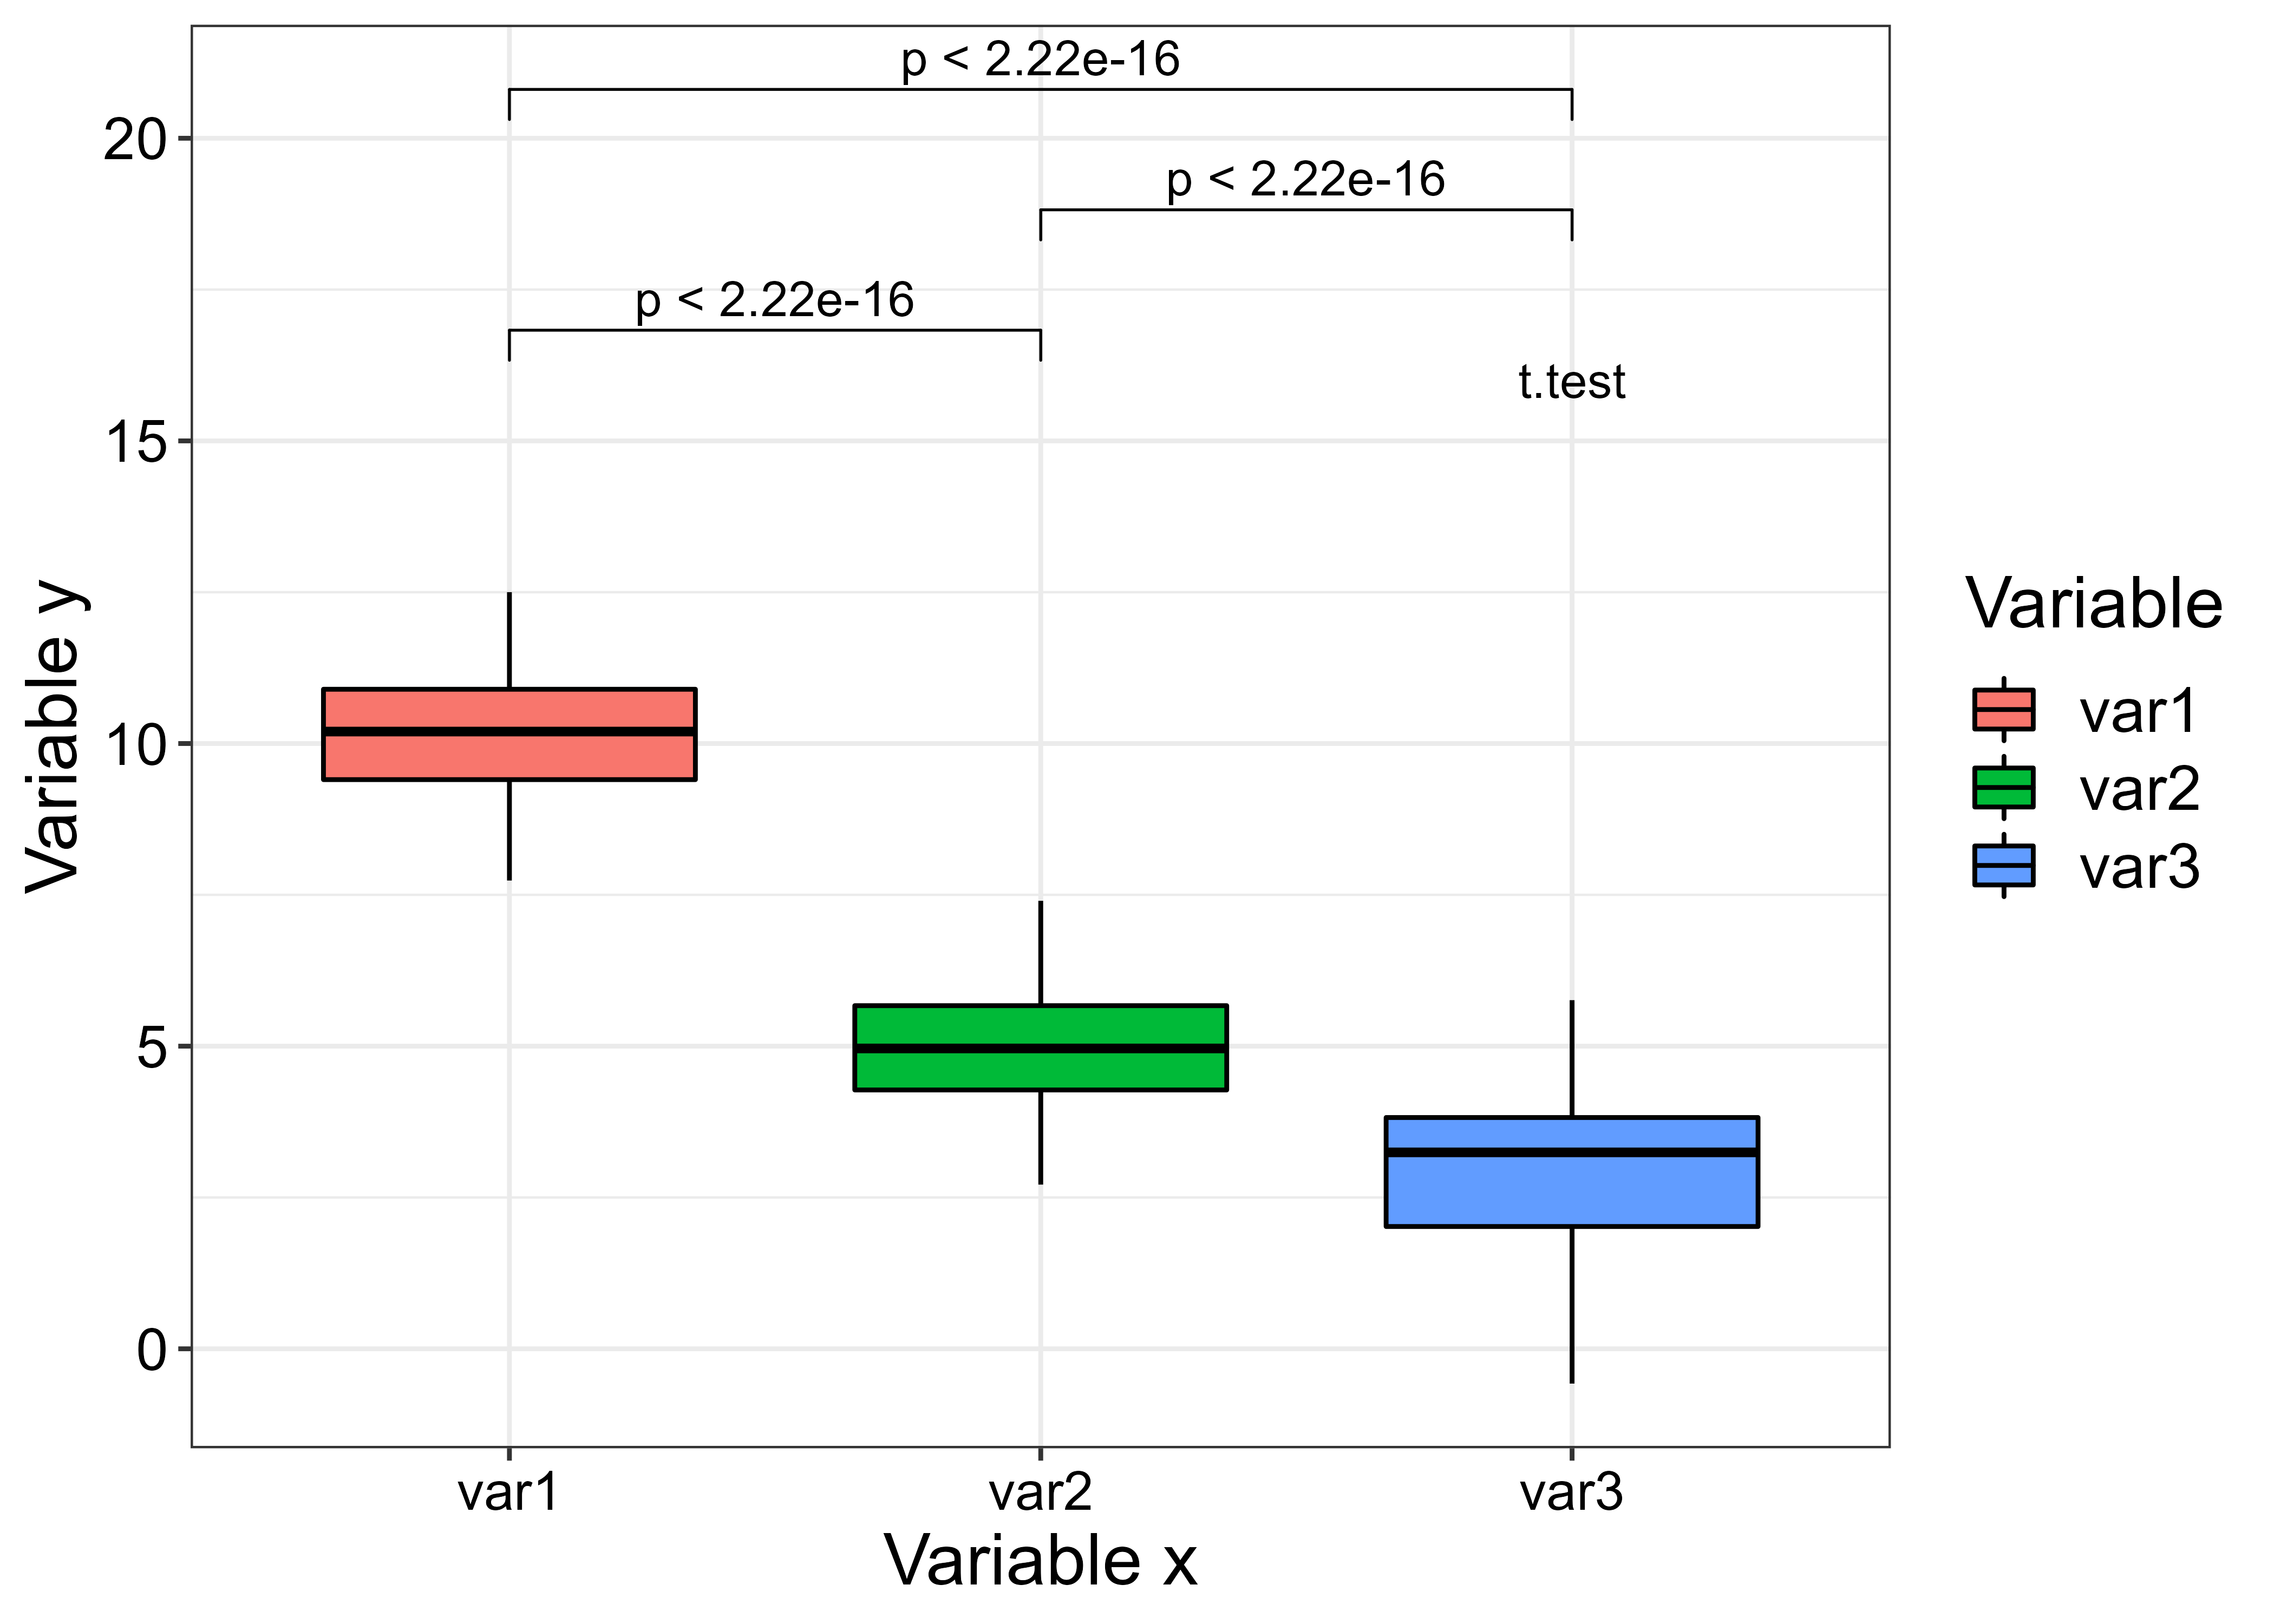 p < 2.22e-16
20
p < 2.22e-16
p < 2.22e-16
t.test
15
10
5
0
Variable y
var1
var2
var3
Variable x
Variable
var1
var2
var3